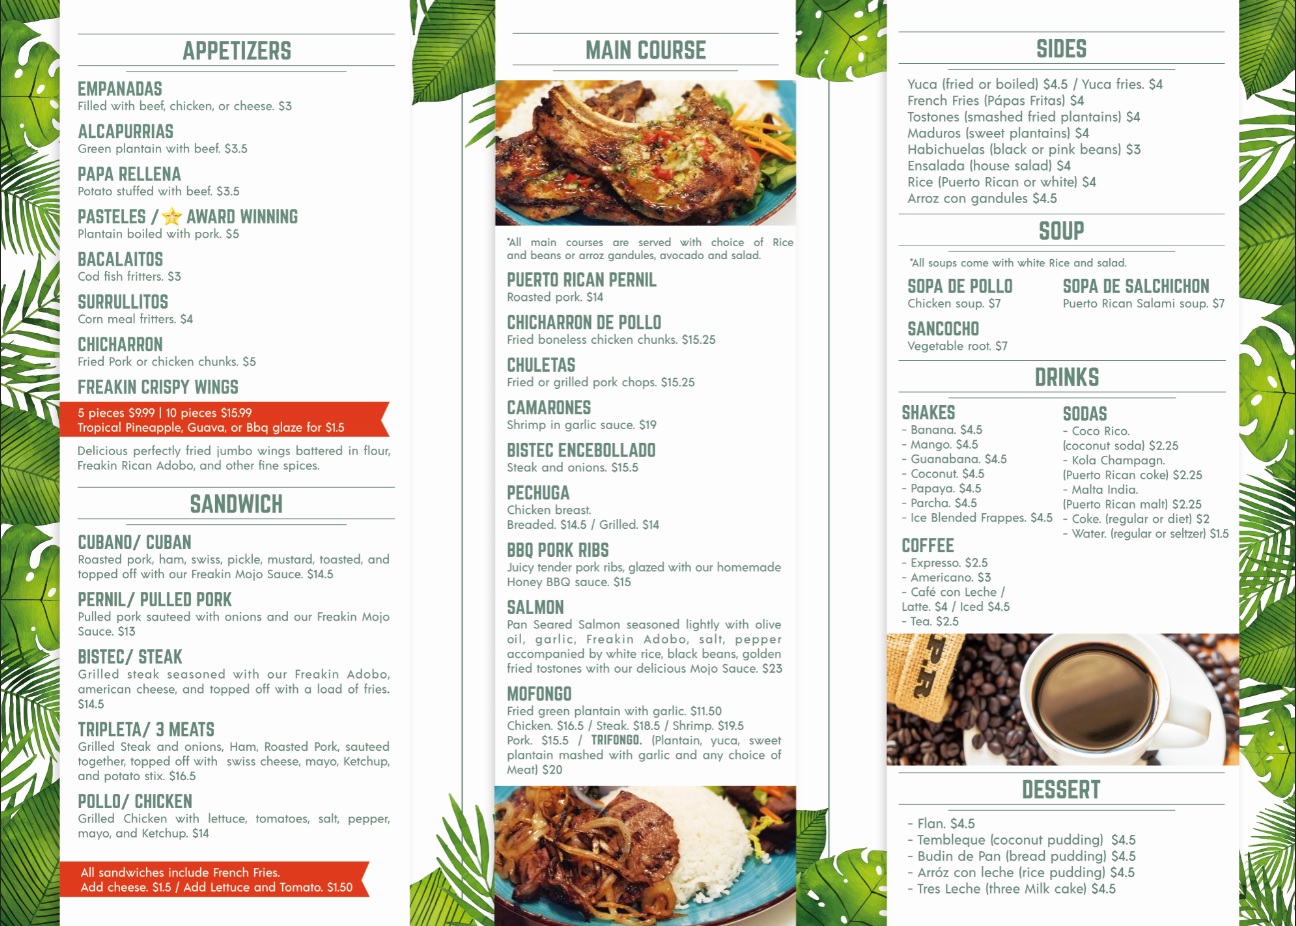 APPETIZERS
EMPANADAS
Filled with beef, chicken, or cheese. $3
ALCAPURRIAS
Green plantain with beef. $3.5
PAPA RELLENA
Potato stuffed with beef. $3.5
PASTELES / AWARD WINNING
Plantain boiled with pork. $5
BACALAITOS
Cod fish fritters. $3
SURRULLITOS
Corn meal fritters. $4
CHICHARRON
Fried Pork or chicken chunks. $5
FREAKIN CRISPY WINGS
5 pieces $9.99 | 10 pieces $15.99
Tropical Pineapple, Guava, or Bbq glaze for $1.5
Delicious perfectly fried jumbo wings battered in flour,
Freakin Rican Adobo, and other fine spices.
SANDWICH
CUBANO/ CUBAN
Roasted pork, ham, swiss, pickle, mustard, toasted, and
topped off with our Freakin Mojo Sauce. $14.5
PERNIL/ PULLED PORK
Pulled pork sauteed with onions and our Freakin Mojo
Sauce. $13
BISTEC/ STEAK
Grilled steak seasoned with our Freakin Adobo,
american cheese, and topped off with a load of fries.
$14.5
TRIPLETA/ 3 MEATS
Grilled Steak and onions, Ham, Roasted Pork, sauteed
together, topped off with swiss cheese, mayo, Ketchup,
and potato stix. $16.5
POLLO/ CHICKEN
Grilled Chicken with lettuce, tomatoes, salt, pepper,
mayo, and Ketchup. $14
All sandwiches include French Fries.
Add cheese. $1.5 / Add Lettuce and Tomato. $1.50
MAIN COURSE
*All main courses are served with choice of Rice
and beans or arroz gandules, avocado and salad.
PUERTO RICAN PERNIL
Roasted pork. $14
CHICHARRON DE POLLO
Fried boneless chicken chunks. $15.25
CHULETAS
Fried or grilled pork chops. $15.25
CAMARONES
Shrimp in garlic sauce. $19
BISTEC ENCEBOLLADO
Steak and onions. $15.5
PECHUGA
Chicken breast.
Breaded. $14.5 / Grilled. $14
BBQ PORK RIBS
Juicy tender pork ribs, glazed with our homemade
Honey BBQ sauce. $15
SALMON
Pan Seared Salmon seasoned lightly with olive
oil, garlic, Freakin Adobo, salt, pepper
accompanied by white rice, black beans, golden
fried tostones with our delicious Mojo Sauce. $23
MOFONGO
Fried green plantain with garlic. $11.50
Chicken. $16.5 / Steak. $18.5 / Shrimp. $19.5
Pork. $15.5 / TRIFONGO. (Plantain, yuca, sweet
plantain mashed with garlic and any choice of
Meat) $20
SIDES
Yuca (fried or boiled) $4.5 / Yuca fries. $4
French Fries (Pápas Fritas) $4
Tostones (smashed fried plantains) $4
Maduros (sweet plantains) $4
Habichuelas (black or pink beans) $3
Ensalada (house salad) $4
Rice (Puerto Rican or white) $4
Arroz con gandules $4.5
SOUP
*All soups come with white Rice and salad.
SOPA DE POLLO
Chicken soup. $7
SOPA DE SALCHICHON
Puerto Rican Salami soup. $7
SANCOCHO
Vegetable root. $7
DRINKS
SHAKES
- Banana. $4.5
- Mango. $4.5
- Guanabana. $4.5
- Coconut. $4.5
- Papaya. $4.5
- Parcha. $4.5
- Ice Blended Frappes. $4.5
COFFEE
- Expresso. $2.5
- Americano. $3
- Café con Leche /
Latte. $4 / Iced $4.5
- Tea. $2.5
SODAS
- Coco Rico.
(coconut soda) $2.25
- Kola Champagn.
(Puerto Rican coke) $2.25
- Malta India.
(Puerto Rican malt) $2.25
- Coke. (regular or diet) $2
- Water. (regular or seltzer) $1.5
P.R
DESSERT
- Flan. $4.5
- Tembleque (coconut pudding) $4.5
- Budin de Pan (bread pudding) $4.5
- Arróz con leche (rice pudding) $4.5
- Tres Leche (three Milk cake) $4.5